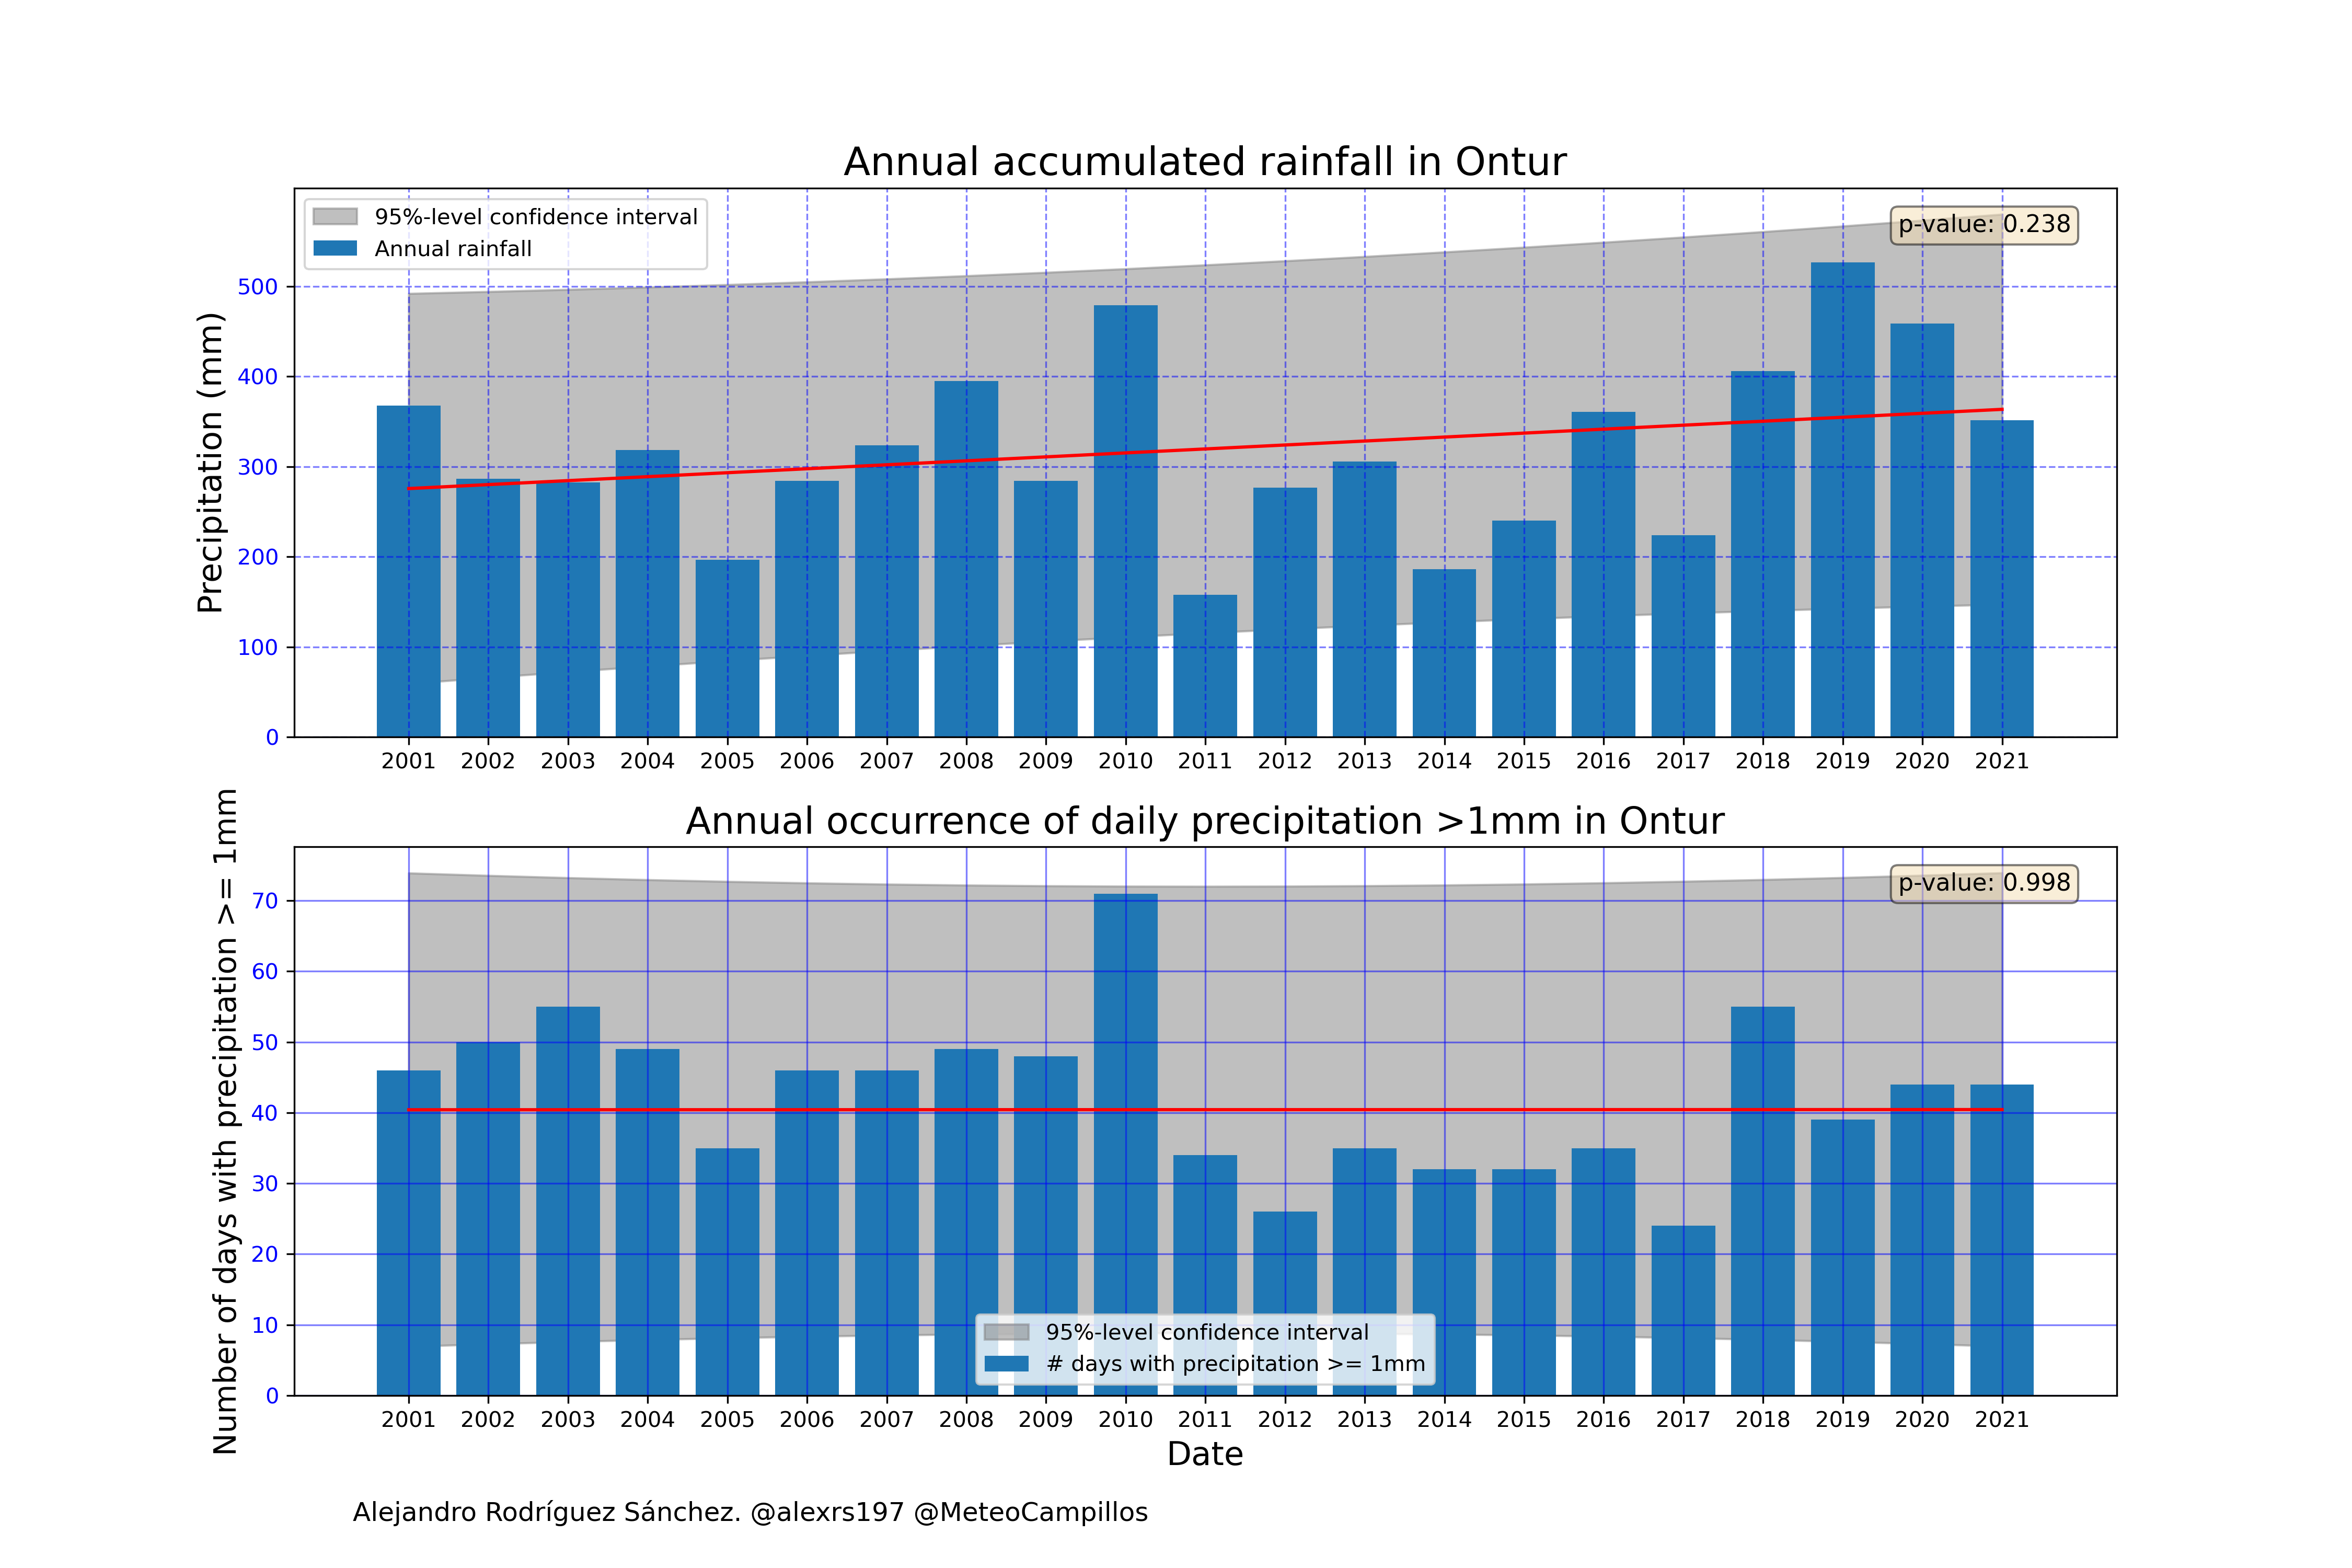 Annual accumulated rainfall in Ontur
95%-level confidence interval
Annual rainfall
p-value: 0.238
Precipitation (mm)
500
400
300
200
100
0
2001 2002 2003 2004 2005 2006 2007 2008 2009 2010 2011 2012 2013 2014 2015 2016 2017 2018 2019 2020 2021
Annual occurrence of daily precipitation >1mm in Ontur
p-value: 0.998
Number of days with precipitation >= 1mm
70
60
50
40
30
20
10
0
95%-level confidence interval
# days with precipitation >= 1mm
2001 2002 2003 2004 2005 2006 2007 2008 2009 2010 2011 2012 2013 2014 2015 2016 2017 2018 2019 2020 2021
Date
Alejandro Rodríguez Sánchez. @alexrs197 @MeteoCampillos